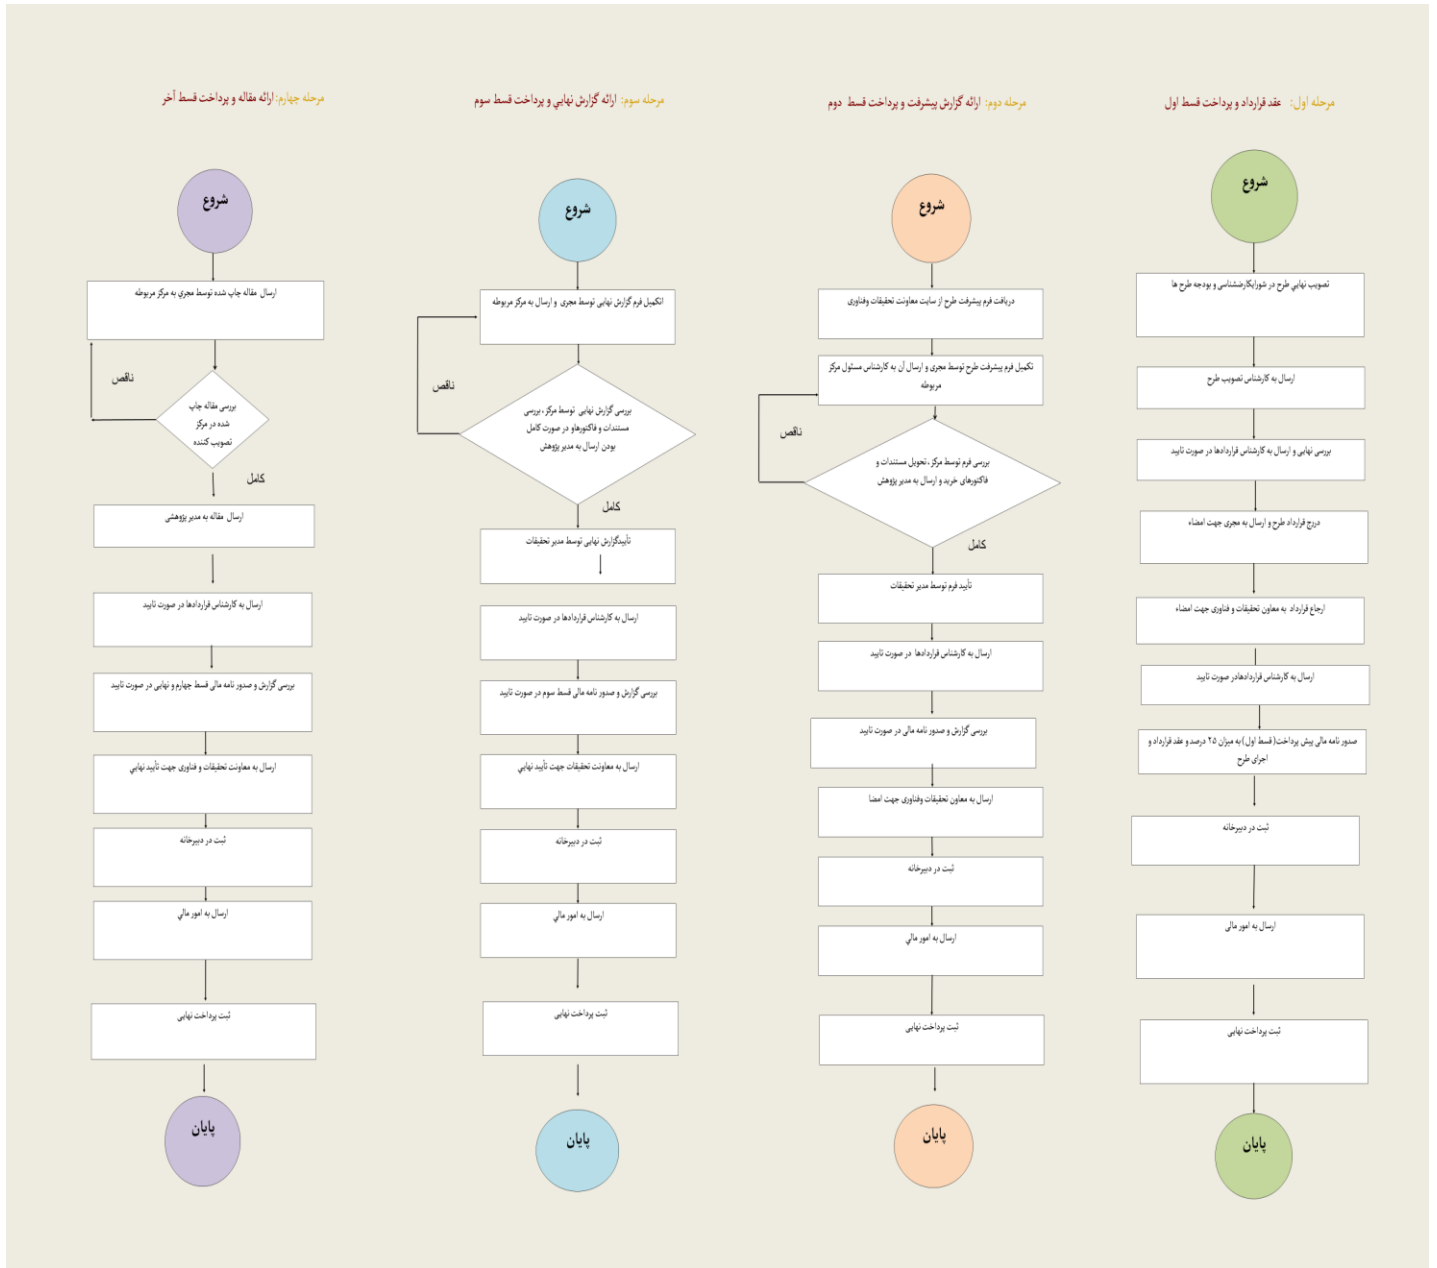 مرحله اول: عقد قرارداد و پرداخت قسط اول
شروع
تصویب نهایي طرح در شورایکارضشناسی و بودجه طرح ها
ارسال به کارشناس تصویب طرح
بررسی نهایی و ارسال به کارشناس قراردادها در صورت تایید
دررج قرارداد طرح و ارسال به مجری جهت امضاء
ارجاع قرارداد به معاون تحقیقات و فناوری جهت امضاء
ارسال به کارشناس قراردادهادر صورت تایید
صدور نامه مالی پیش پرداخت( قسط اول ) به میزان ۲۵ درصد و عقد قرارداد و
اجرای طرح
ثبت در دبیرخانه
ارسال به امور مالی
ثبت پرداخت نهایی
پایان
مرحله دوم: ارائه گزارش پیشرفت و پرداخت قسط دوم
شروع
دریافت فرم پیشرفت طرح از سایت معاونت تحقیقات وفناوری
تکمیل فرم پیشرفت طرح توسط مجری و ارسال آن به کارشناس مسئول مرکز
مربوطه
ناقص
بررسی فرم توسط مرکز ، تحویل مستندات و
فاکتورهای خرید و ارسال به مدیر پژوهش
کامل
تأیید فرم توسط مدیر تحقیقات
ارسال به کارشناس قراردادها در صورت تایید
بررسی گزارش و صدور نامه مالی در صورت تایید
ارسال به معاون تحقیقات وفناوری جهت امضا
ثبت در دبیرخانه
ارسال به امور مالي
ثبت پرداخت نهایی
پایان
مرحله سوم: ارائه گزارش نهایي و پرداخت قسط سوم
شروع
اتکمیل فرم گزارش نهایی توسط مجری و ارسال به مرکز مربوطه
ناقص
بررسی گزارش نهایی توسط مرکز ، بررسی
مستندات و فاکتورهاو در صورت کامل
بودن ارسال به مدیر پژوهش
کامل
تأییدگزارش نهایی توسط مدیر تحقیقات
ارسال به کارشناس قراردادها در صورت تایید
بررسی گزارش و صدور نامه مالی قسط سوم در صورت تایید
ارسال به معاونت تحقیقات جهت تأیید نهایي
ثبت در دبیرخانه
ارسال به امور مالي
ثبت پرداخت نهایی
پایان
مرحله چهارم: ارائه مقاله و پرداخت قسط آخر
شروع
ارسال مقاله چاپ شده توسط مجري به مرکز مربوطه
ناقص
بررسی مقاله چاپ
شده در مرکز
تصویب کننده
کامل
ارسال مقاله به مدیر پژوهشی
ارسال به کارشناس قراردادها در صورت تایید
بررسی گزارش و صدور نامه مالی قسط چهارم و نهایی در صورت تایید
ارسال به معاونت تحقیقات و فناوری جهت تأیید نهایي
ثبت در دبیرخانه
ارسال به امور مالي
ثبت پرداخت نهایی
پایان